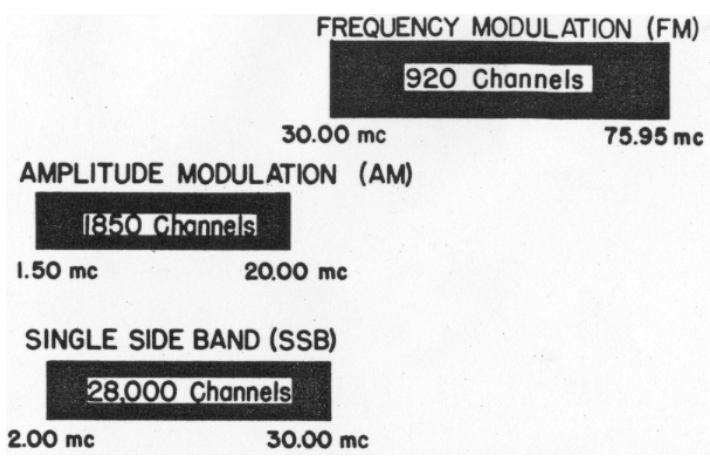 FREQUENCY MODULATION (FM)
920 Channels
30.00 mc 75.95 mc
AMPLITUDE MODULATION (AM)
1850 Channels
1.50 mc 20.00 mc
SINGLE SIDE BAND (SSB)
28,000 Channels
2.00 mc 30.00 mc